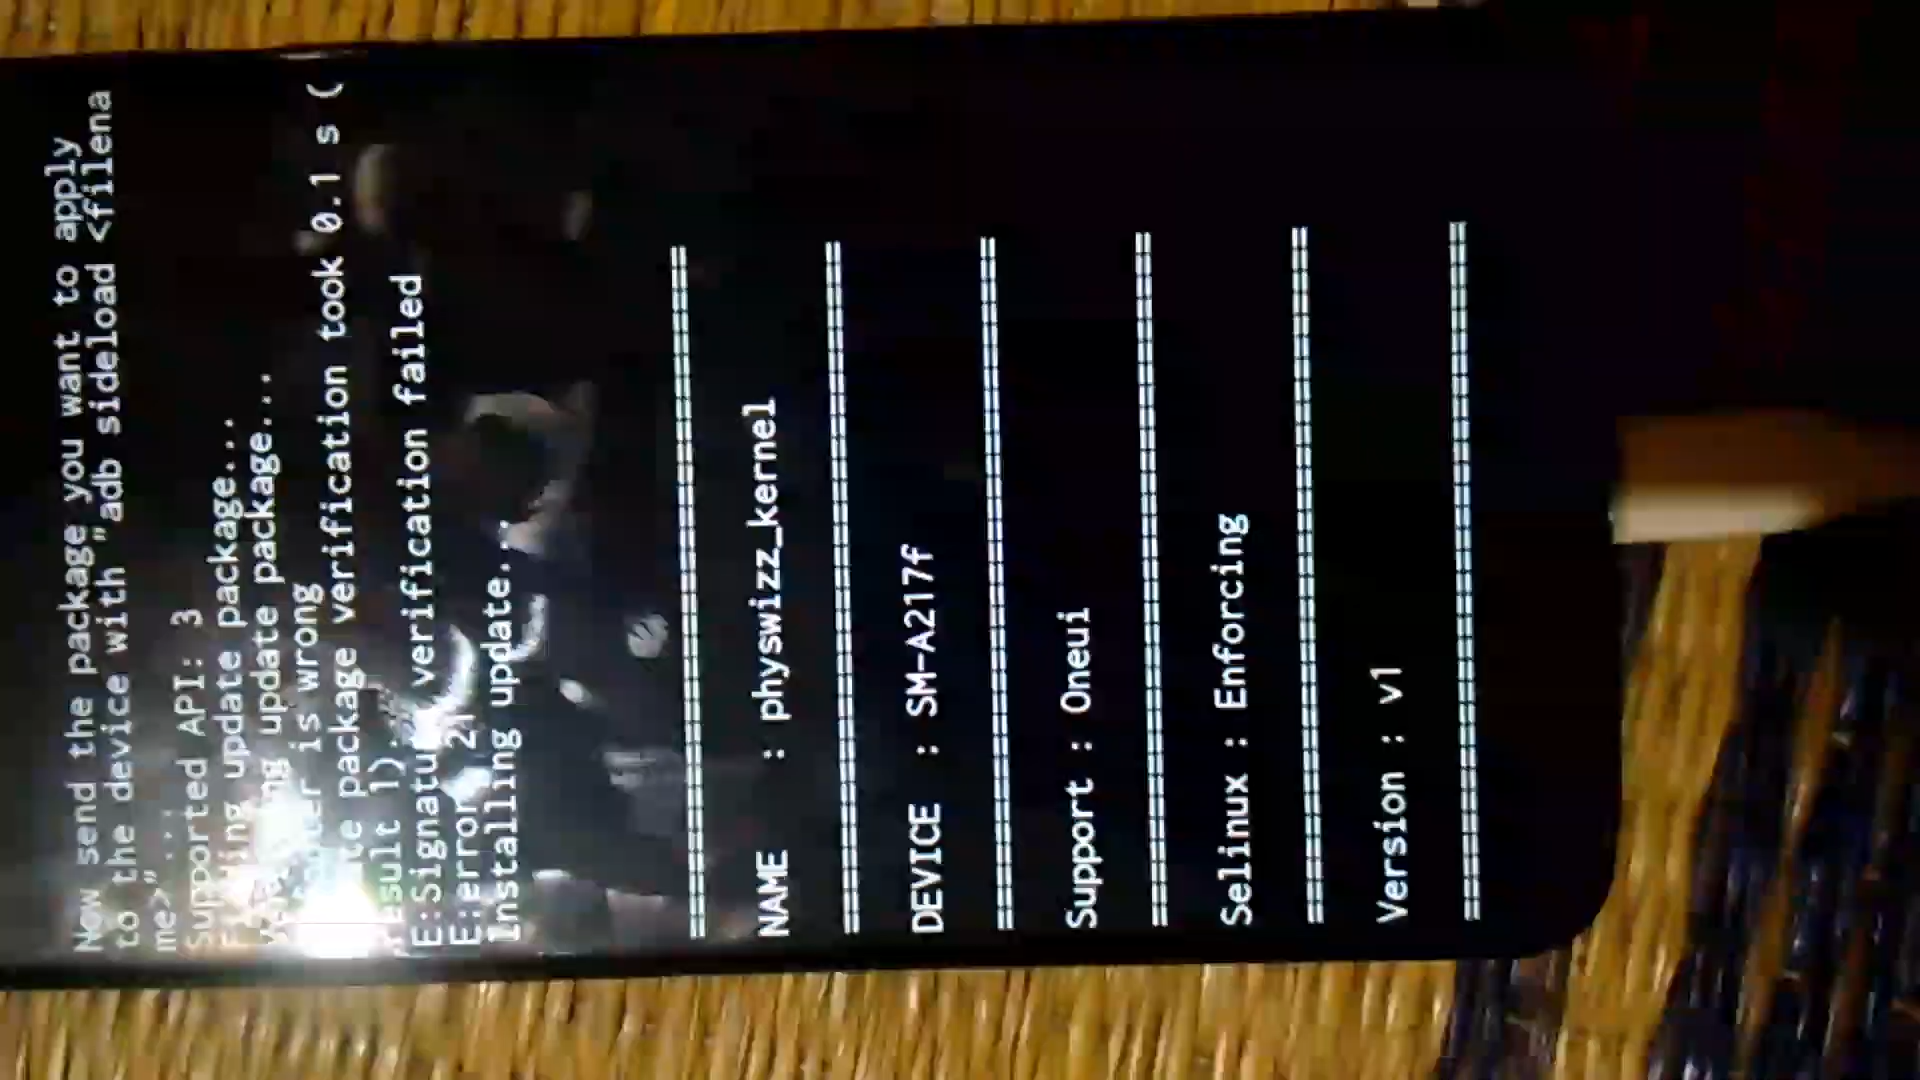 Now send the package you want to apply
to the device with "adb sideload <filena
me>"...
Supported API: 3
update package...
update package...
is wrong
package verification took 0.1 s (
result 1).
verification failed
E:error: 21
Installing update...
==================================
NAME : physwizz_kernel
==================================
DEVICE : SM-A217f
==================================
Support : Oneui
==================================
Selinux : Enforcing
==================================
Version : v1
==================================